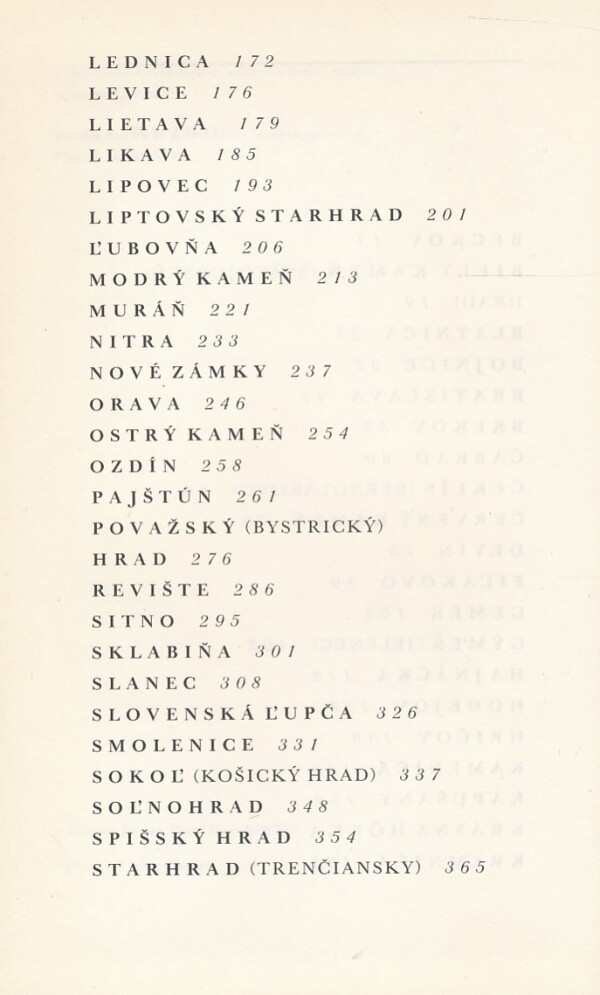 LEDNICA 172
LEVICE 176
LIETAVA 179
LIKAVA 185
LIPOVEC 193
LIPTOVSKÝ STARHRAD 201
ĽUBOVŇA 206
MODRÝ KAMEŇ 213
MURÁŇ 221
NITRA 233
NOVÉ ZÁMKY 237
ORAVA 246
OSTRÝ KAMEŇ 254
OZDÍN 258
PAJŠTÚN 261
POVAŽSKÝ (BYSTRICKÝ)
HRAD 276
REVIŠTE 286
SITNO 295
SKLABIŇA 301
SLANEC 308
SLOVENSKÁ ĽUPČA 326
SMOLENICE 331
SOKOĽ (KOŠICKÝ HRAD) 337
SOĽNOHRAD 348
SPIŠSKÝ HRAD 354
STARHRAD (TRENČIANSKY) 365